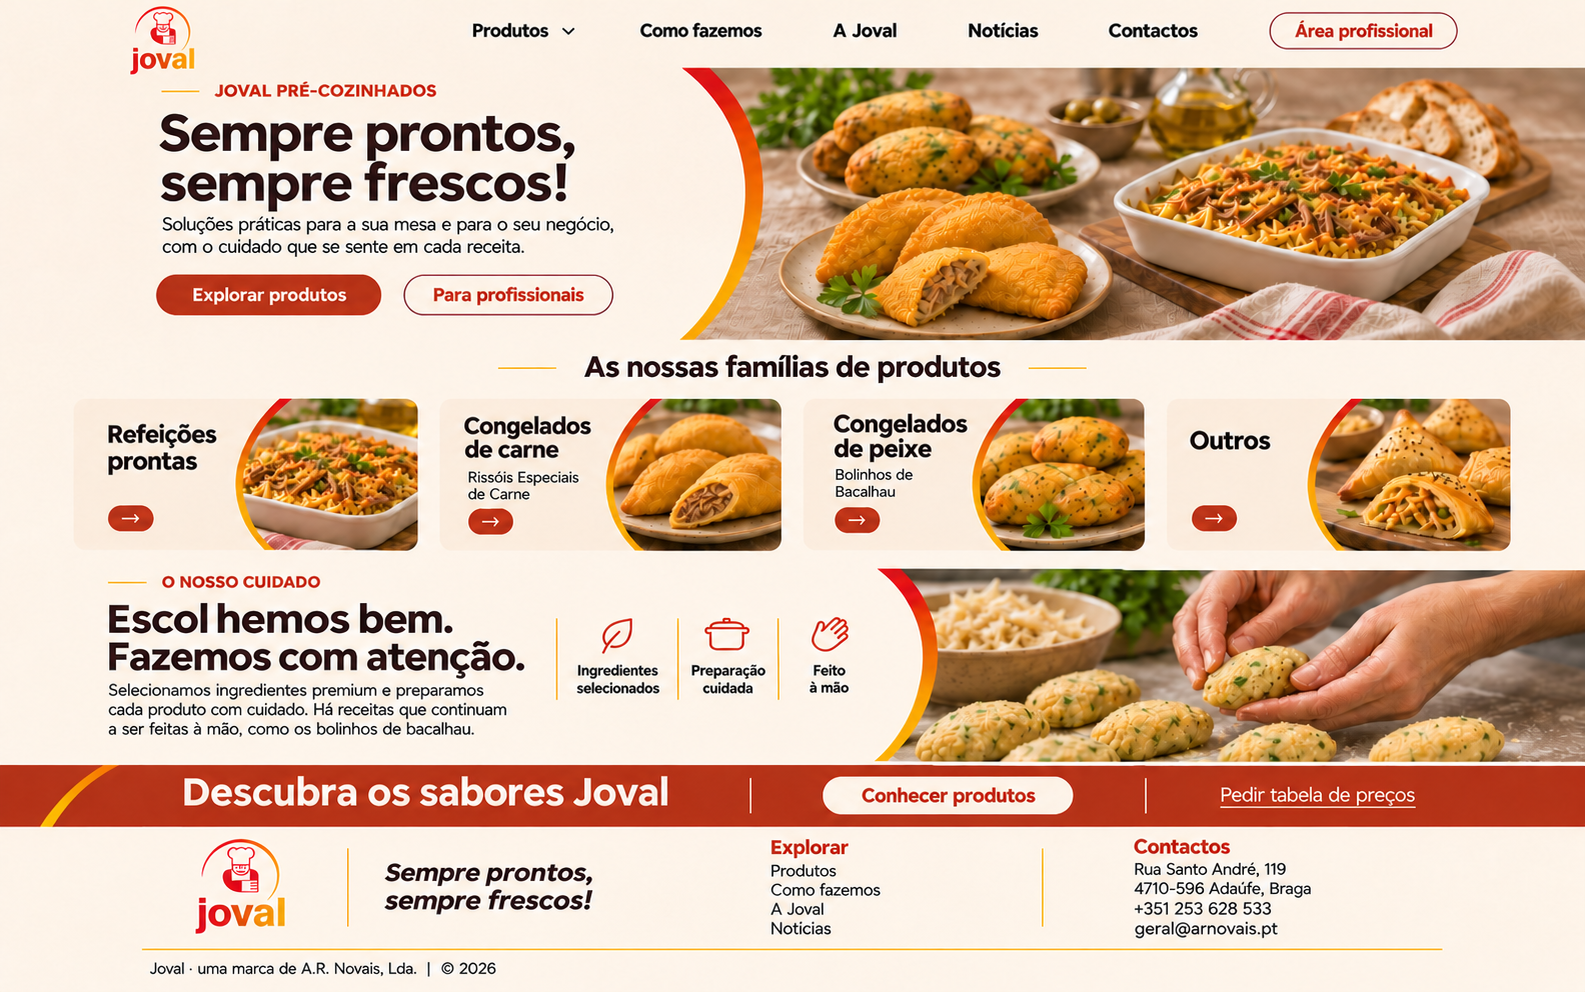 joval
Produtos
Como fazemos
A Joval
Notícias
Contactos
Área profissional
JOVAL PRÉ-COZINHADOS
Sempre prontos,
sempre frescos!
Soluções práticas para a sua mesa e para o seu negócio,
com o cuidado que se sente em cada receita.
Explorar produtos
Para profissionais
As nossas famílias de produtos
Refeições
prontas
→
Congelados
de carne
Rissóis Especiais
de Carne
→
Congelados
de peixe
Bolinhos de
Bacalhau
→
Outros
→
O NOSSO CUIDADO
Escolhemos bem.
Fazemos com atenção.
Selecionamos ingredientes premium e preparamos
cada produto com cuidado. Há receitas que continuam
a ser feitas à mão, como os bolinhos de bacalhau.
Ingredientes
selecionados
Preparação
cuidada
Feito
à mão
Descubra os sabores Joval
Conhecer produtos
Pedir tabela de preços
joval
Sempre prontos,
sempre frescos!
Explorar
Produtos
Como fazemos
A Joval
Notícias
Contactos
Rua Santo André, 119
4710-596 Adaúfe, Braga
+351 253 628 533
geral@arnovais.pt
Joval · uma marca de A.R. Novais, Lda. | © 2026